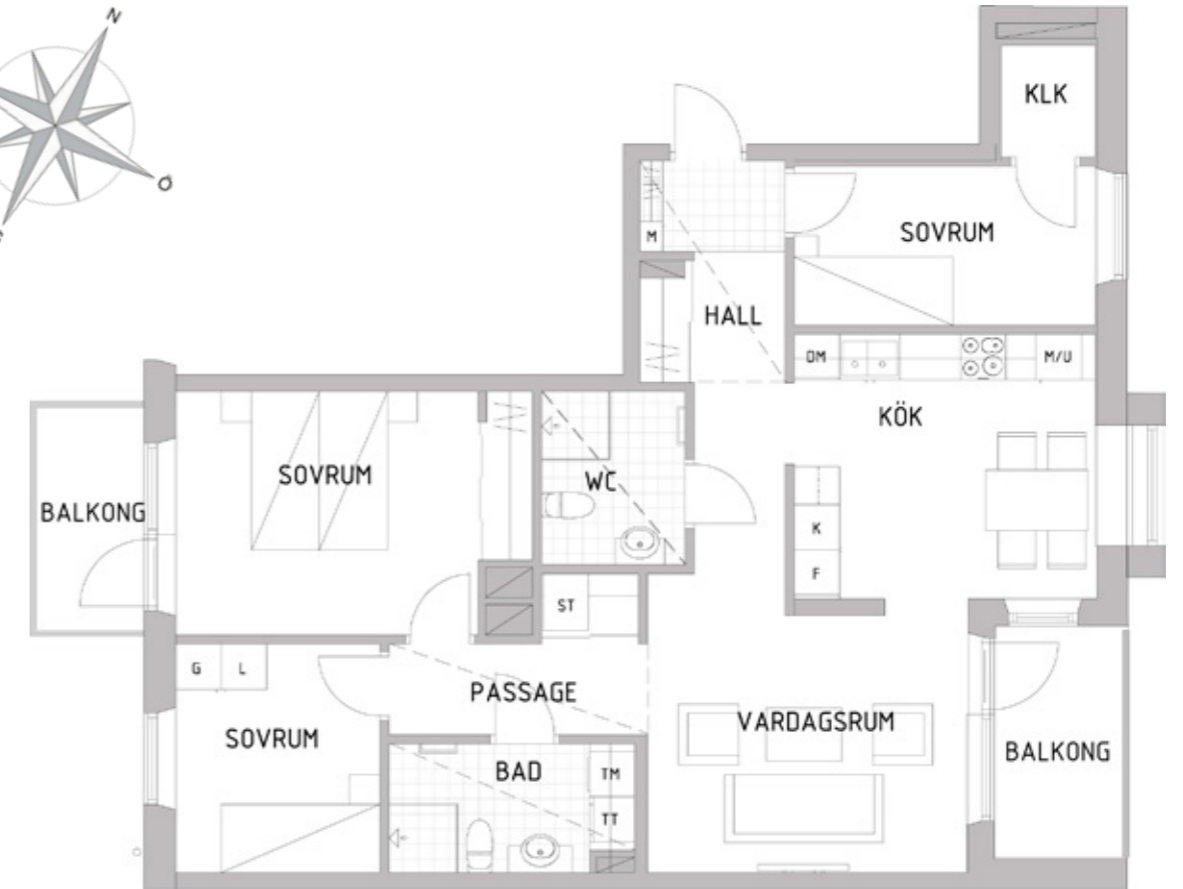 N
Ö
KLK
SOVRUM
M
HALL
DM
M/U
KÖK
SOVRUM
WC
BALKONG
K
F
ST
G L
PASSAGE
SOVRUM
VARDAGSRUM
BALKONG
BAD
TM
TT